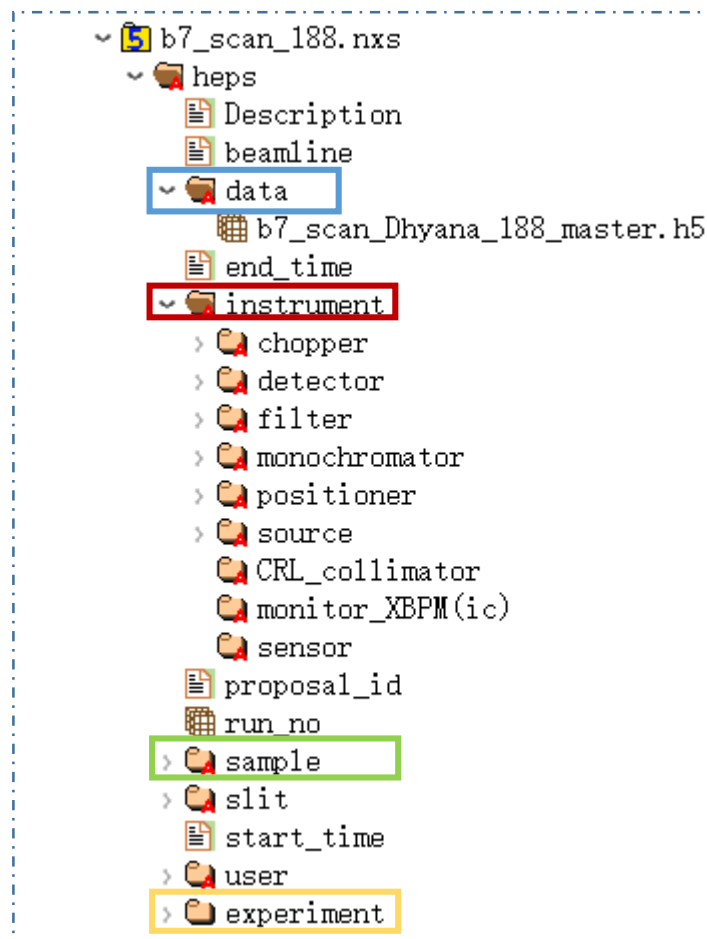 b7_scan_188.nxs
heps
Description
beamline
data
b7_scan_Dhyana_188_master.h5
end_time
instrument
chopper
detector
filter
monochromator
positioner
source
CRL_collimator
monitor_XBPM(ic)
sensor
proposal_id
run_no
sample
slit
start_time
user
experiment